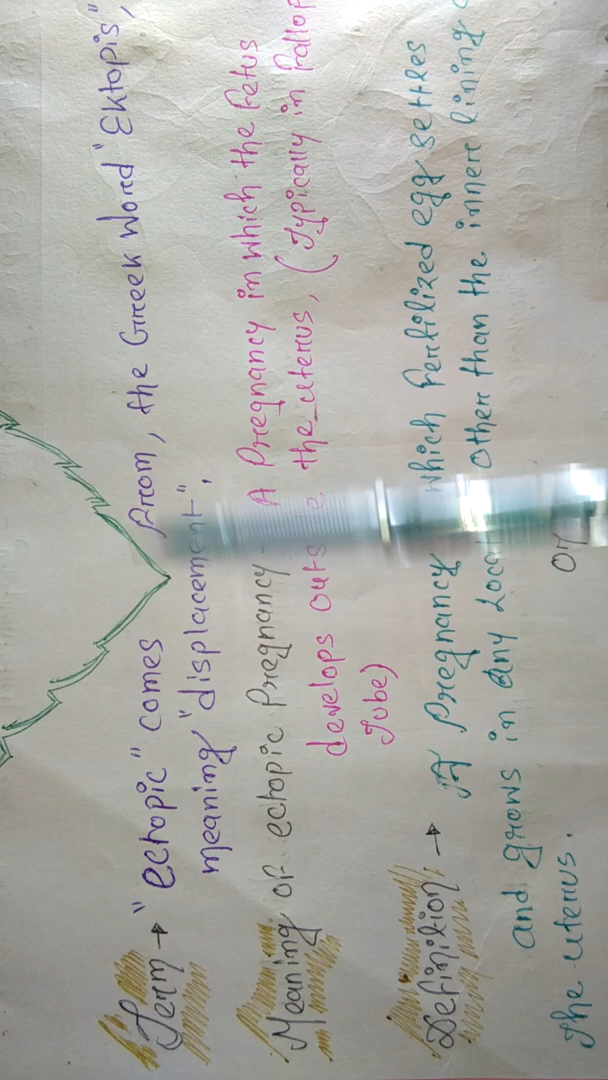 Term → "ectopic" comes from, the Greek Word "Ektopis",
meaning "displacement".
Meaning of ectopic Pregnancy - A Pregnancy in which the fetus
develops outs e the uterus, (Typically in fallop
Tube)
Definition: → A Pregnancy which fertilized egg settles
and grows in any Locat Other than the inner lining o
the uterus.
or